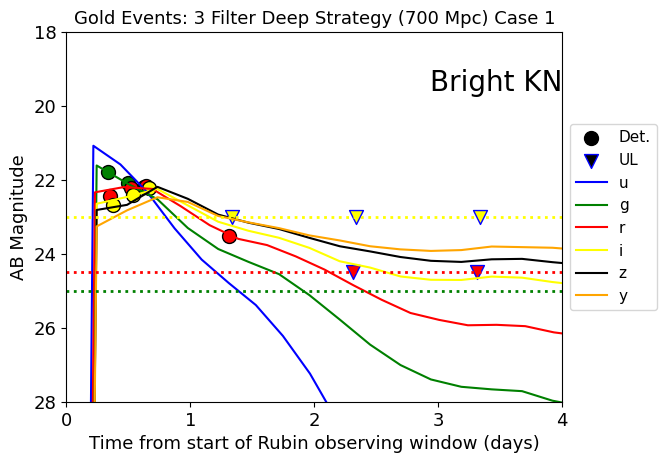 Gold Events: 3 Filter Deep Strategy (700 Mpc) Case 1
18
20
22
24
26
28
AB Magnitude
Bright KN
0
1
2
3
4
Time from start of Rubin observing window (days)
Det.
UL
u
g
r
i
z
y